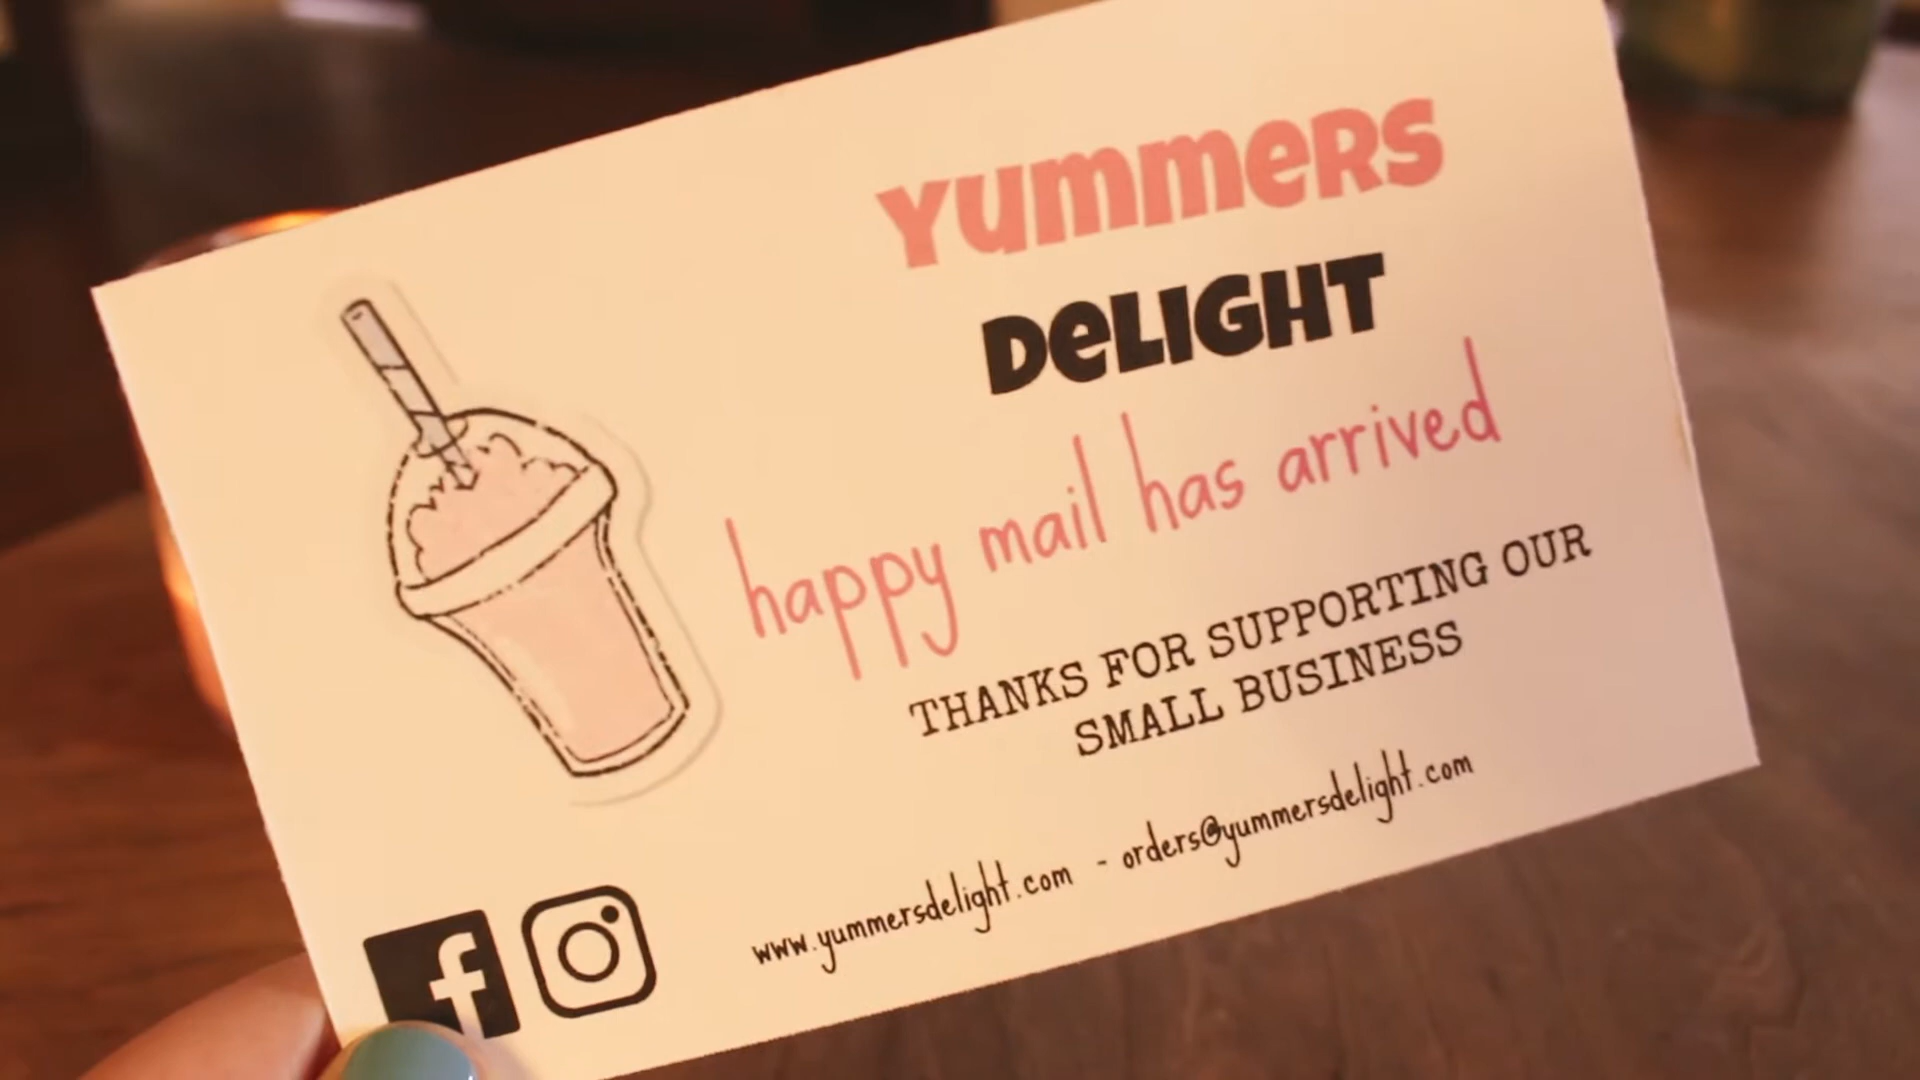 YUMMERS
DELIGHT
happy mail has arrived
THANKS FOR SUPPORTING OUR
SMALL BUSINESS
www.yummersdelight.com - orders@yummersdelight.com